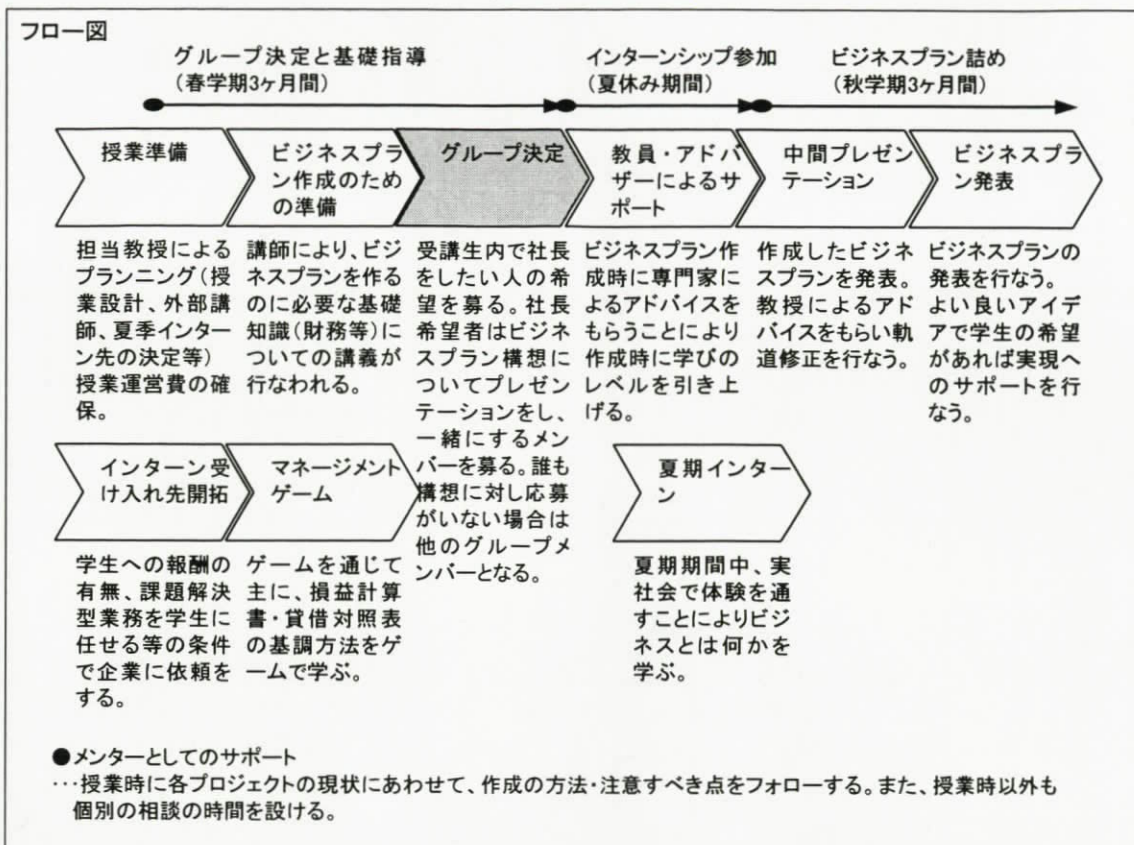 フロー図
グループ決定と基礎指導
(春学期3ヶ月間)
インターンシップ参加
(夏休み期間)
ビジネスプラン詰め
(秋学期3ヶ月間)
授業準備
ビジネスプラ
ン作成のため
の準備
グループ決定
教員・アドバ
ザーによるサ
ポート
中間プレゼン
テーション
ビジネスプラ
ン発表
担当教授による
プランニング(授
業設計、外部講
師、夏季インター
ン先の決定等)
授業運営費の確
保。
講師により、ビジ
ネスプランを作る
のに必要な基礎
知識(財務等)に
ついての講義が
行なわれる。
受講生内で社長
をしたい人の希
望を募る。社長
希望者はビジネ
スプラン構想に
ついてプレゼン
テーションをし、
一緒にするメン
バーを募る。誰も
構想に対し応募
がいない場合は
他のグループメ
ンバーとなる。
ビジネスプラン作
成時に専門家に
よるアドバイスを
もらうことにより
作成時に学びの
レベルを引き上
げる。
作成したビジネ
スプランを発表。
教授によるアド
バイスをもらい軌
道修正を行なう。
ビジネスプランの
発表を行なう。
よい良いアイデ
アで学生の希望
があれば実現へ
のサポートを行
なう。
インターン受
け入れ先開拓
マネージメント
ゲーム
夏期インター
ン
学生への報酬の
有無、課題解決
型業務を学生に
任せる等の条件
で企業に依頼を
する。
ゲームを通じて
主に、損益計算
書・貸借対照表
の基調方法をゲ
ームで学ぶ。
夏期期間中、実
社会で体験を通
すことによりビジ
ネスとは何かを
学ぶ。
●メンターとしてのサポート
…授業時に各プロジェクトの現状にあわせて、作成の方法・注意すべき点をフォローする。また、授業時以外も
個別の相談の時間を設ける。